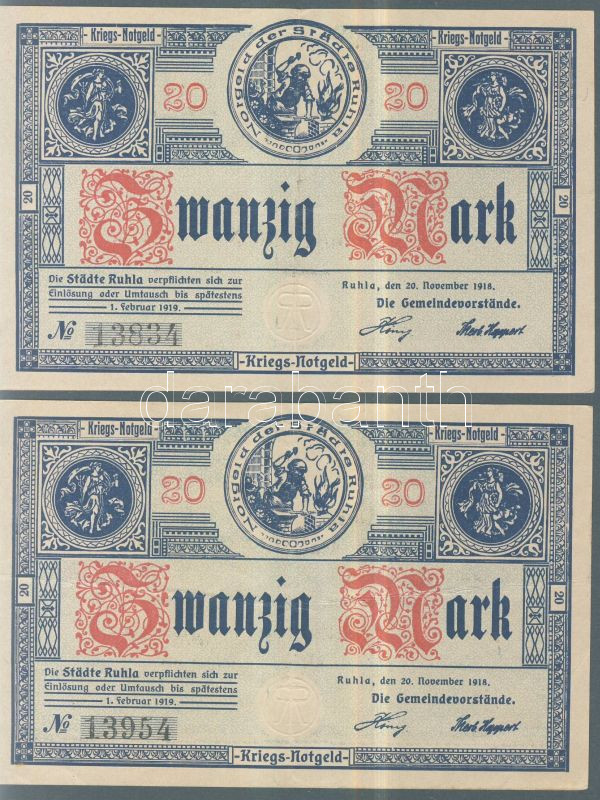 - Kriegs-Notgeld -
- Kriegs-Notgeld -
Notgeld der Städte Ruhla
20
20
20
20
Zwanzig Mark
Die Städte Ruhla verpflichten sich zur
Einlösung oder Umtausch bis spätestens
1. Februar 1919.
№ 13834
Ruhla, den 20. November 1918.
Die Gemeindevorstände.
-Kriegs-Notgeld-
darabanth
- Kriegs-Notgeld -
- Kriegs-Notgeld -
Notgeld der Städte Ruhla
20
20
20
20
Zwanzig Mark
Die Städte Ruhla verpflichten sich zur
Einlösung oder Umtausch bis spätestens
1. Februar 1919.
№ 13954
Ruhla, den 20. November 1918.
Die Gemeindevorstände.
-Kriegs-Notgeld-